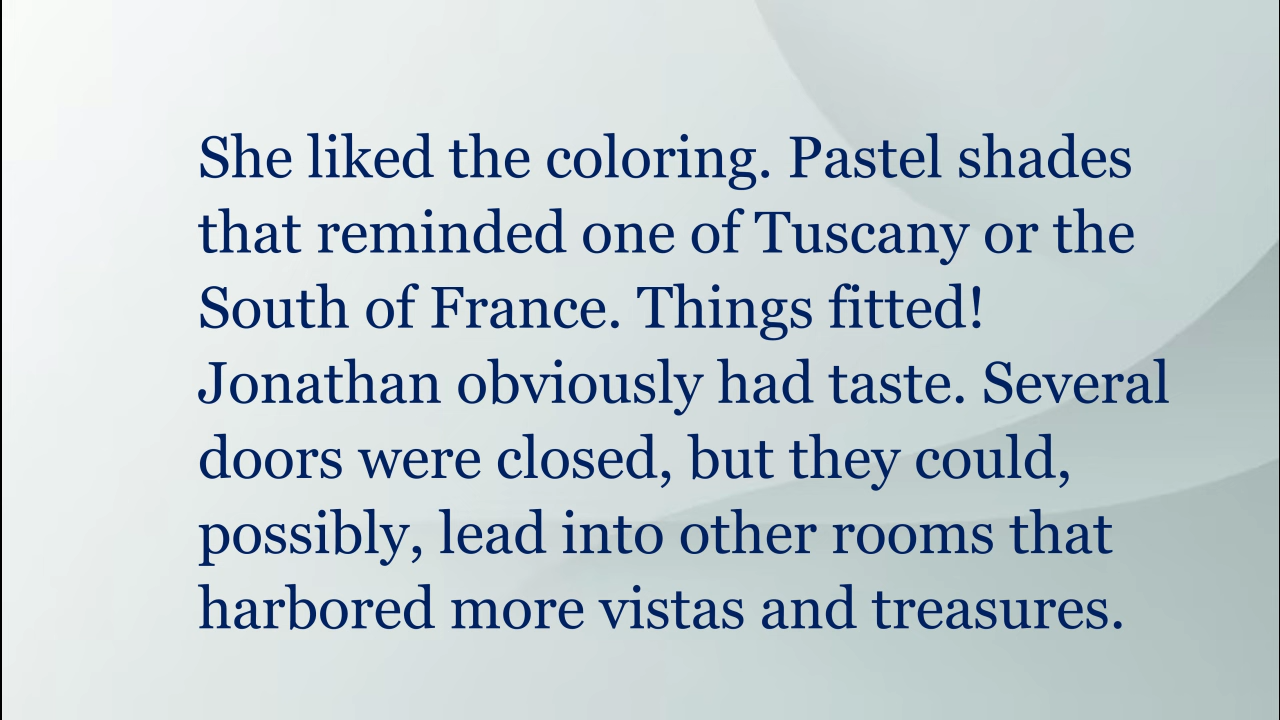 She liked the coloring. Pastel shades
that reminded one of Tuscany or the
South of France. Things fitted!
Jonathan obviously had taste. Several
doors were closed, but they could,
possibly, lead into other rooms that
harbored more vistas and treasures.